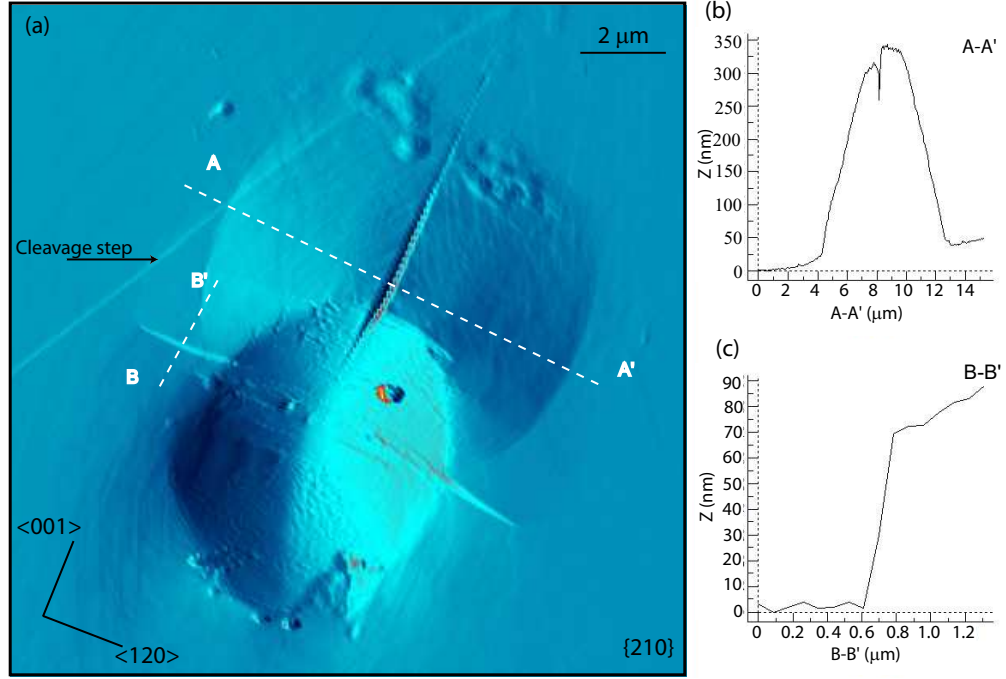 (a)
2 μm
A
Cleavage step
B'
B
A'
<001>
<120>
{210}
(b)
A-A'
350
300
250
200
150
100
50
0
Z (nm)
0 2 4 6 8 10 12 14
A-A' (μm)
(c)
B-B'
90
80
70
60
50
40
30
20
10
0
Z (nm)
0 0.2 0.4 0.6 0.8 1.0 1.2
B-B' (μm)